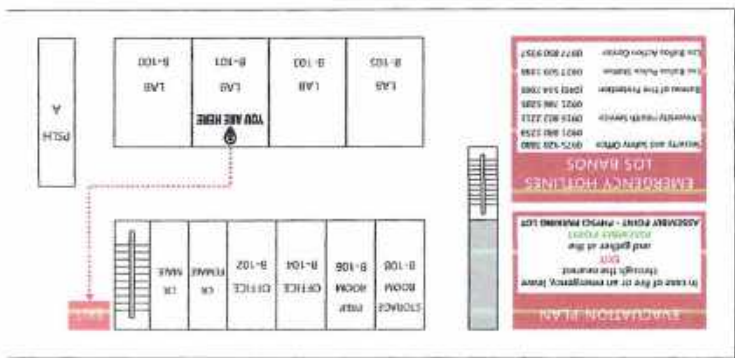 EVACUATION PLAN
In case of fire or an emergency, leave
through the nearest
EXIT
and gather at the
ASSEMBLY POINT
ASSEMBLY POINT - PHYSCI PARKING LOT
EMERGENCY HOTLINES
LOS BANOS
Security and Safety Office
University Health Service
Bureau of Fire Protection
Los Baños Police Station
Los Baños Action Center
STORAGE
ROOM
B-108
PREP
ROOM
B-106
OFFICE
B-104
OFFICE
B-102
CR
FEMALE
CR
MALE
EXIT
LAB
B-105
LAB
B-103
YOU ARE HERE
LAB
B-101
LAB
B-100
PSLH
A